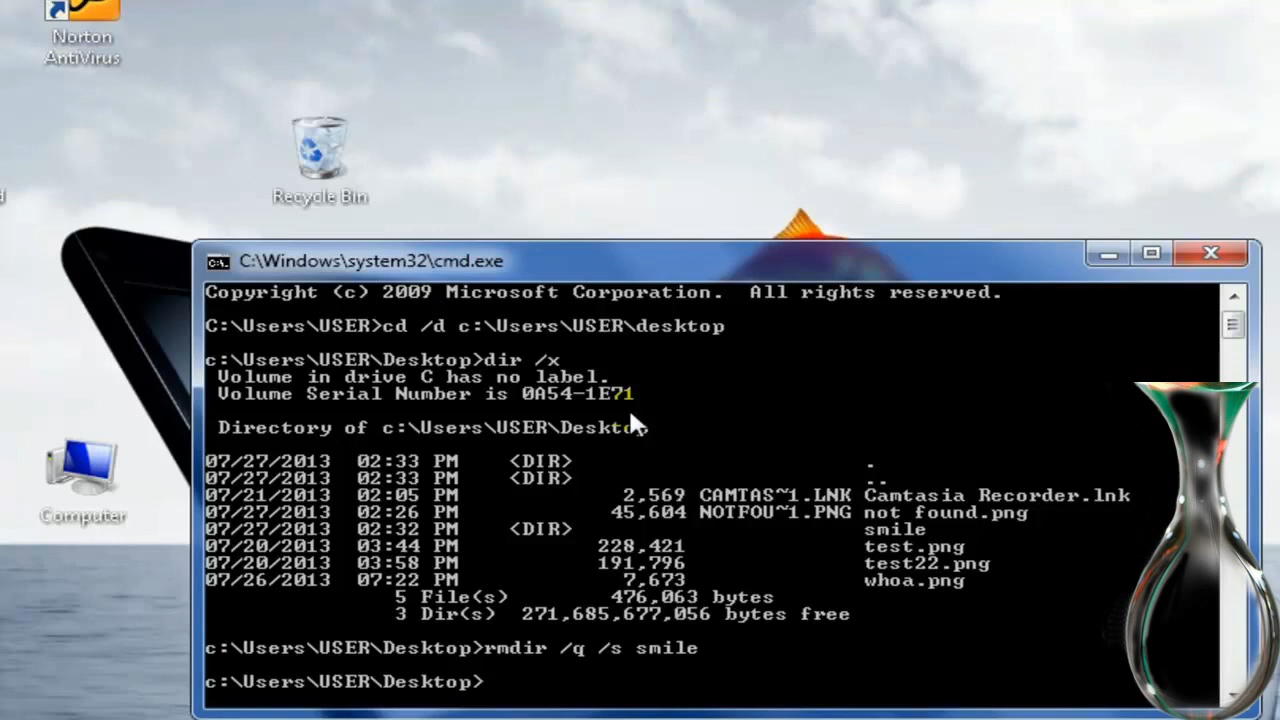 Norton
AntiVirus
Recycle Bin
Computer
C:\Windows\system32\cmd.exe
Copyright (c) 2009 Microsoft Corporation.  All rights reserved.
C:\Users\USER>cd /d c:\Users\USER\desktop
c:\Users\USER\Desktop>dir /x
Volume in drive C has no label.
Volume Serial Number is 0A54-1E71
Directory of c:\Users\USER\Desktop
07/27/2013  02:33 PM    <DIR>                       .
07/27/2013  02:33 PM    <DIR>                       ..
07/21/2013  02:05 PM             2,569 CAMTAS~1.LNK Camtasia Recorder.lnk
07/27/2013  02:26 PM            45,604 NOTFOU~1.PNG not found.png
07/27/2013  02:32 PM    <DIR>                       smile
07/20/2013  03:44 PM           228,421              test.png
07/20/2013  03:58 PM           191,796              test22.png
07/26/2013  07:22 PM             7,673              whoa.png
5 File(s)        476,063 bytes
3 Dir(s)  271,685,677,056 bytes free
c:\Users\USER\Desktop>rmdir /q /s smile
c:\Users\USER\Desktop>